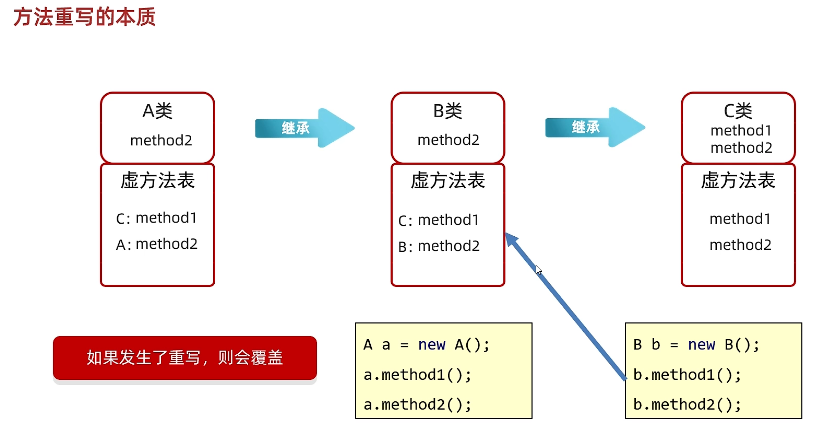 方法重写的本质
A类
method2
继承
B类
method2
继承
C类
method1
method2
虚方法表
C: method1
A: method2
虚方法表
C: method1
B: method2
虚方法表
method1
method2
如果发生了重写，则会覆盖
A a = new A();
a.method1();
a.method2();
B b = new B();
b.method1();
b.method2();